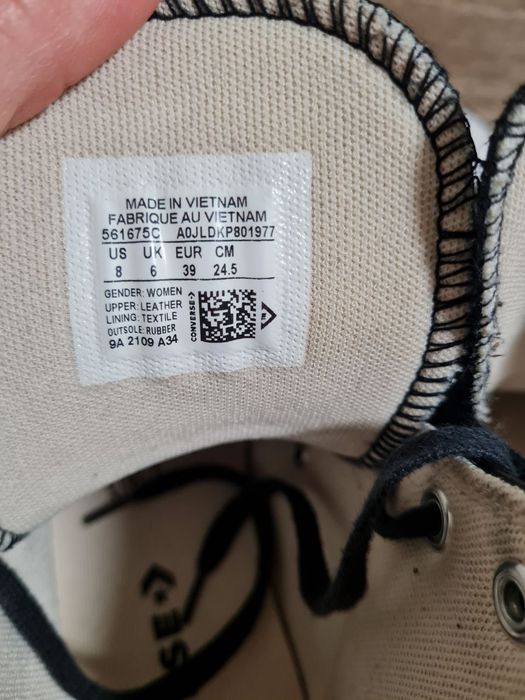 MADE IN VIETNAM
FABRIQUE AU VIETNAM
561675C A0JLDKP801977
US UK EUR CM
8 6 39 24.5
GENDER: WOMEN
UPPER: LEATHER
LINING: TEXTILE
OUTSOLE: RUBBER
9A 2109 A34
CONVERSE
RSE